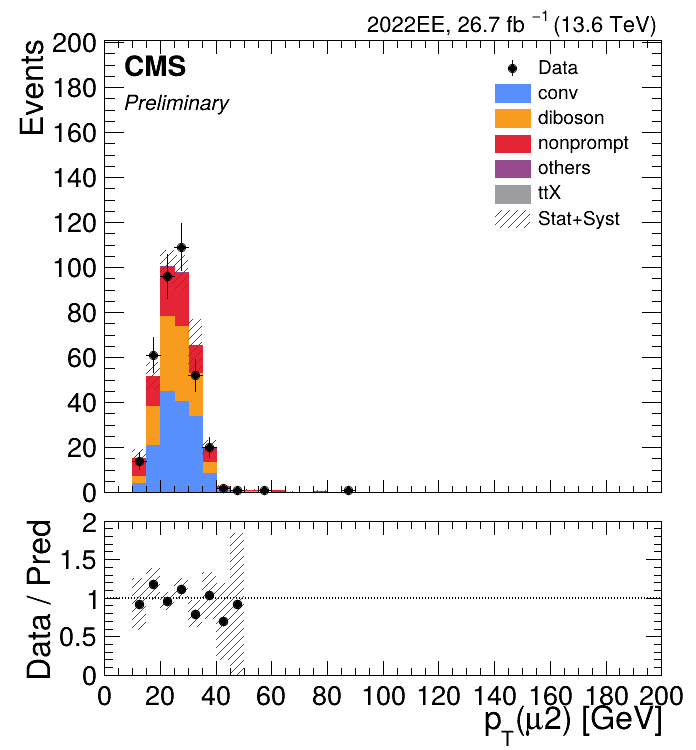 2022EE, 26.7 fb⁻¹ (13.6 TeV)
CMS
Preliminary
Events
200
180
160
140
120
100
80
60
40
20
0
Data
conv
diboson
nonprompt
others
ttX
Stat+Syst
Data / Pred
2
1.5
1
0.5
0
0 20 40 60 80 100 120 140 160 180 200
p_T(μ2) [GeV]